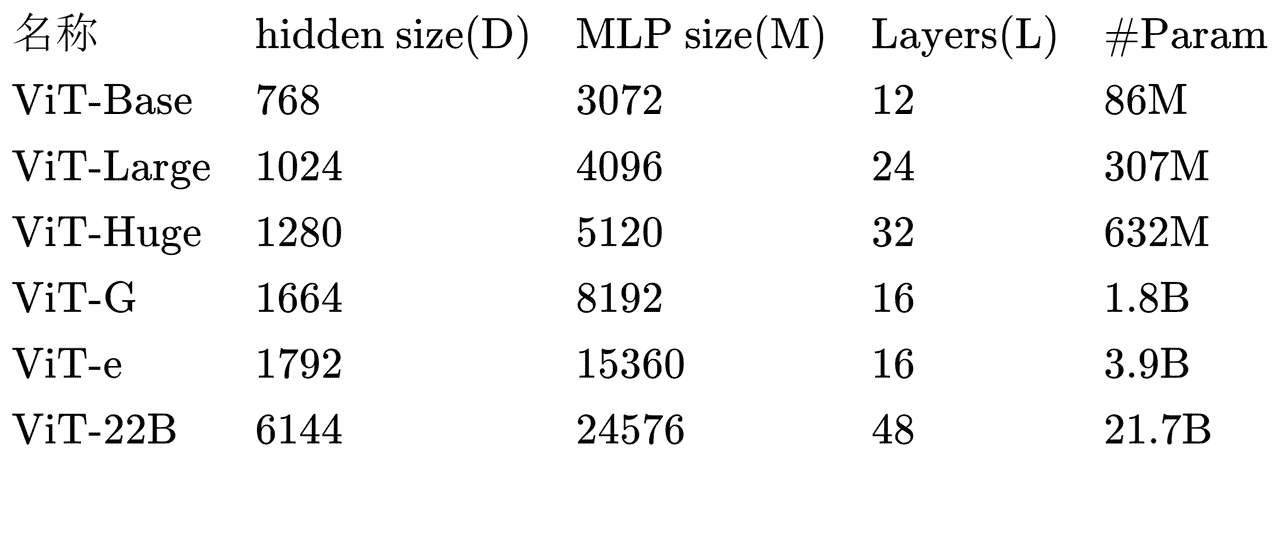 名称 hidden size(D) MLP size(M) Layers(L) #Param
ViT-Base 768 3072 12 86M
ViT-Large 1024 4096 24 307M
ViT-Huge 1280 5120 32 632M
ViT-G 1664 8192 16 1.8B
ViT-e 1792 15360 16 3.9B
ViT-22B 6144 24576 48 21.7B